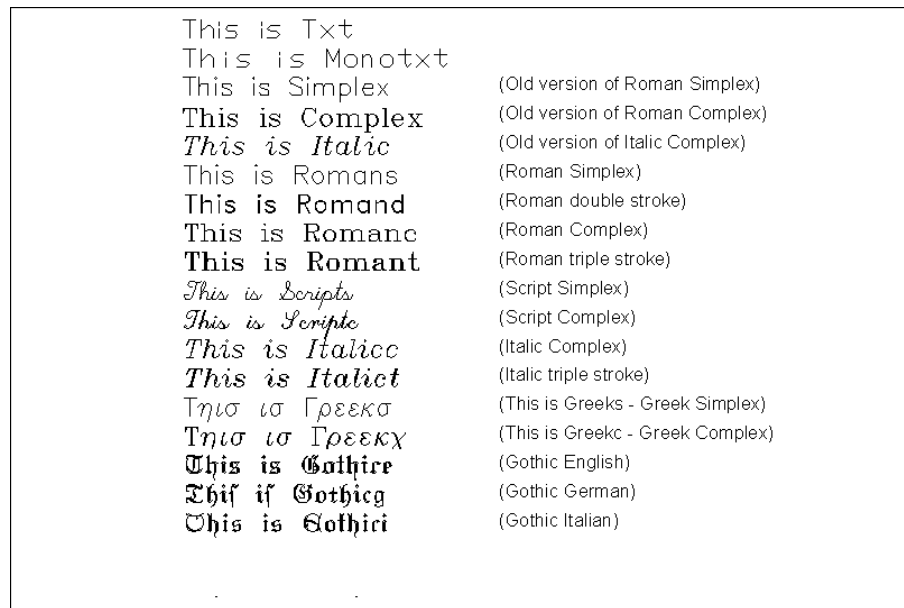 This is Txt
This is Monotxt
This is Simplex (Old version of Roman Simplex)
This is Complex (Old version of Roman Complex)
This is Italic (Old version of Italic Complex)
This is Romans (Roman Simplex)
This is Romand (Roman double stroke)
This is Romanc (Roman Complex)
This is Romant (Roman triple stroke)
This is Scripts (Script Simplex)
This is Scriptc (Script Complex)
This is Italicc (Italic Complex)
This is Italict (Italic triple stroke)
Τηισ ισ Γρεεκσ (This is Greeks - Greek Simplex)
Τηισ ισ Γρεεκχ (This is Greekc - Greek Complex)
This is Gothice (Gothic English)
Thiſ iſ Gothicg (Gothic German)
This is Gothici (Gothic Italian)